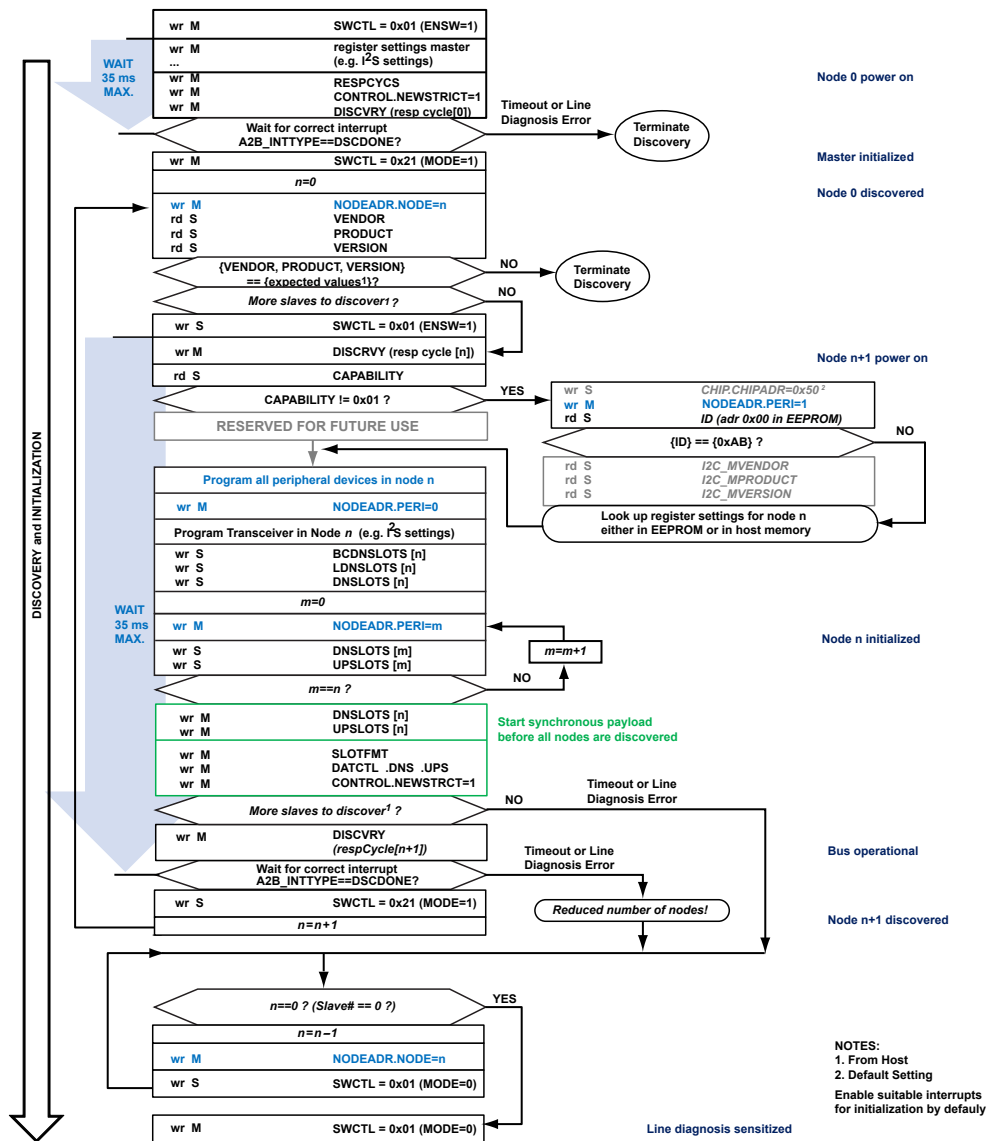 DISCOVERY and INITIALIZATION
WAIT
35 ms
MAX.
wr M SWCTL = 0x01 (ENSW=1)
wr M register settings master
... (e.g. I2S settings)
wr M RESPCYCS
wr M CONTROL.NEWSTRICT=1
wr M DISCVRY (resp cycle[0])
Node 0 power on
Wait for correct interrupt
A2B_INTTYPE==DSCDONE?
Timeout or Line
Diagnosis Error
Terminate
Discovery
wr M SWCTL = 0x21 (MODE=1)
Master initialized
n=0
Node 0 discovered
wr M NODEADR.NODE=n
rd S VENDOR
rd S PRODUCT
rd S VERSION
{VENDOR, PRODUCT, VERSION}
== {expected values1}?
NO
Terminate
Discovery
More slaves to discover1 ?
NO
wr S SWCTL = 0x01 (ENSW=1)
wr M DISCRVY (resp cycle [n])
Node n+1 power on
rd S CAPABILITY
CAPABILITY != 0x01 ?
YES
wr S CHIP.CHIPADR=0x50 2
wr M NODEADR.PERI=1
rd S ID (adr 0x00 in EEPROM)
{ID} == {0xAB} ?
NO
rd S I2C_MVENDOR
rd S I2C_MPRODUCT
rd S I2C_MVERSION
Look up register settings for node n
either in EEPROM or in host memory
RESERVED FOR FUTURE USE
Program all peripheral devices in node n
wr M NODEADR.PERI=0
Program Transceiver in Node n (e.g. I2S settings)
wr S BCDNSLOTS [n]
wr S LDNSLOTS [n]
wr S DNSLOTS [n]
m=0
WAIT
35 ms
MAX.
wr M NODEADR.PERI=m
wr S DNSLOTS [m]
wr S UPSLOTS [m]
m=m+1
Node n initialized
m==n ?
NO
wr M DNSLOTS [n]
wr M UPSLOTS [n]
Start synchronous payload
before all nodes are discovered
wr M SLOTFMT
wr M DATCTL .DNS .UPS
wr M CONTROL.NEWSTRCT=1
More slaves to discover1 ?
NO
Timeout or Line
Diagnosis Error
wr M DISCVRY
(respCycle[n+1])
Bus operational
Wait for correct interrupt
A2B_INTTYPE==DSCDONE?
Timeout or Line
Diagnosis Error
wr S SWCTL = 0x21 (MODE=1)
Reduced number of nodes!
Node n+1 discovered
n=n+1
n==0 ? (Slave# == 0 ?)
YES
n=n–1
wr M NODEADR.NODE=n
wr S SWCTL = 0x01 (MODE=0)
wr M SWCTL = 0x01 (MODE=0)
Line diagnosis sensitized
NOTES:
1. From Host
2. Default Setting
Enable suitable interrupts
for initialization by defauly